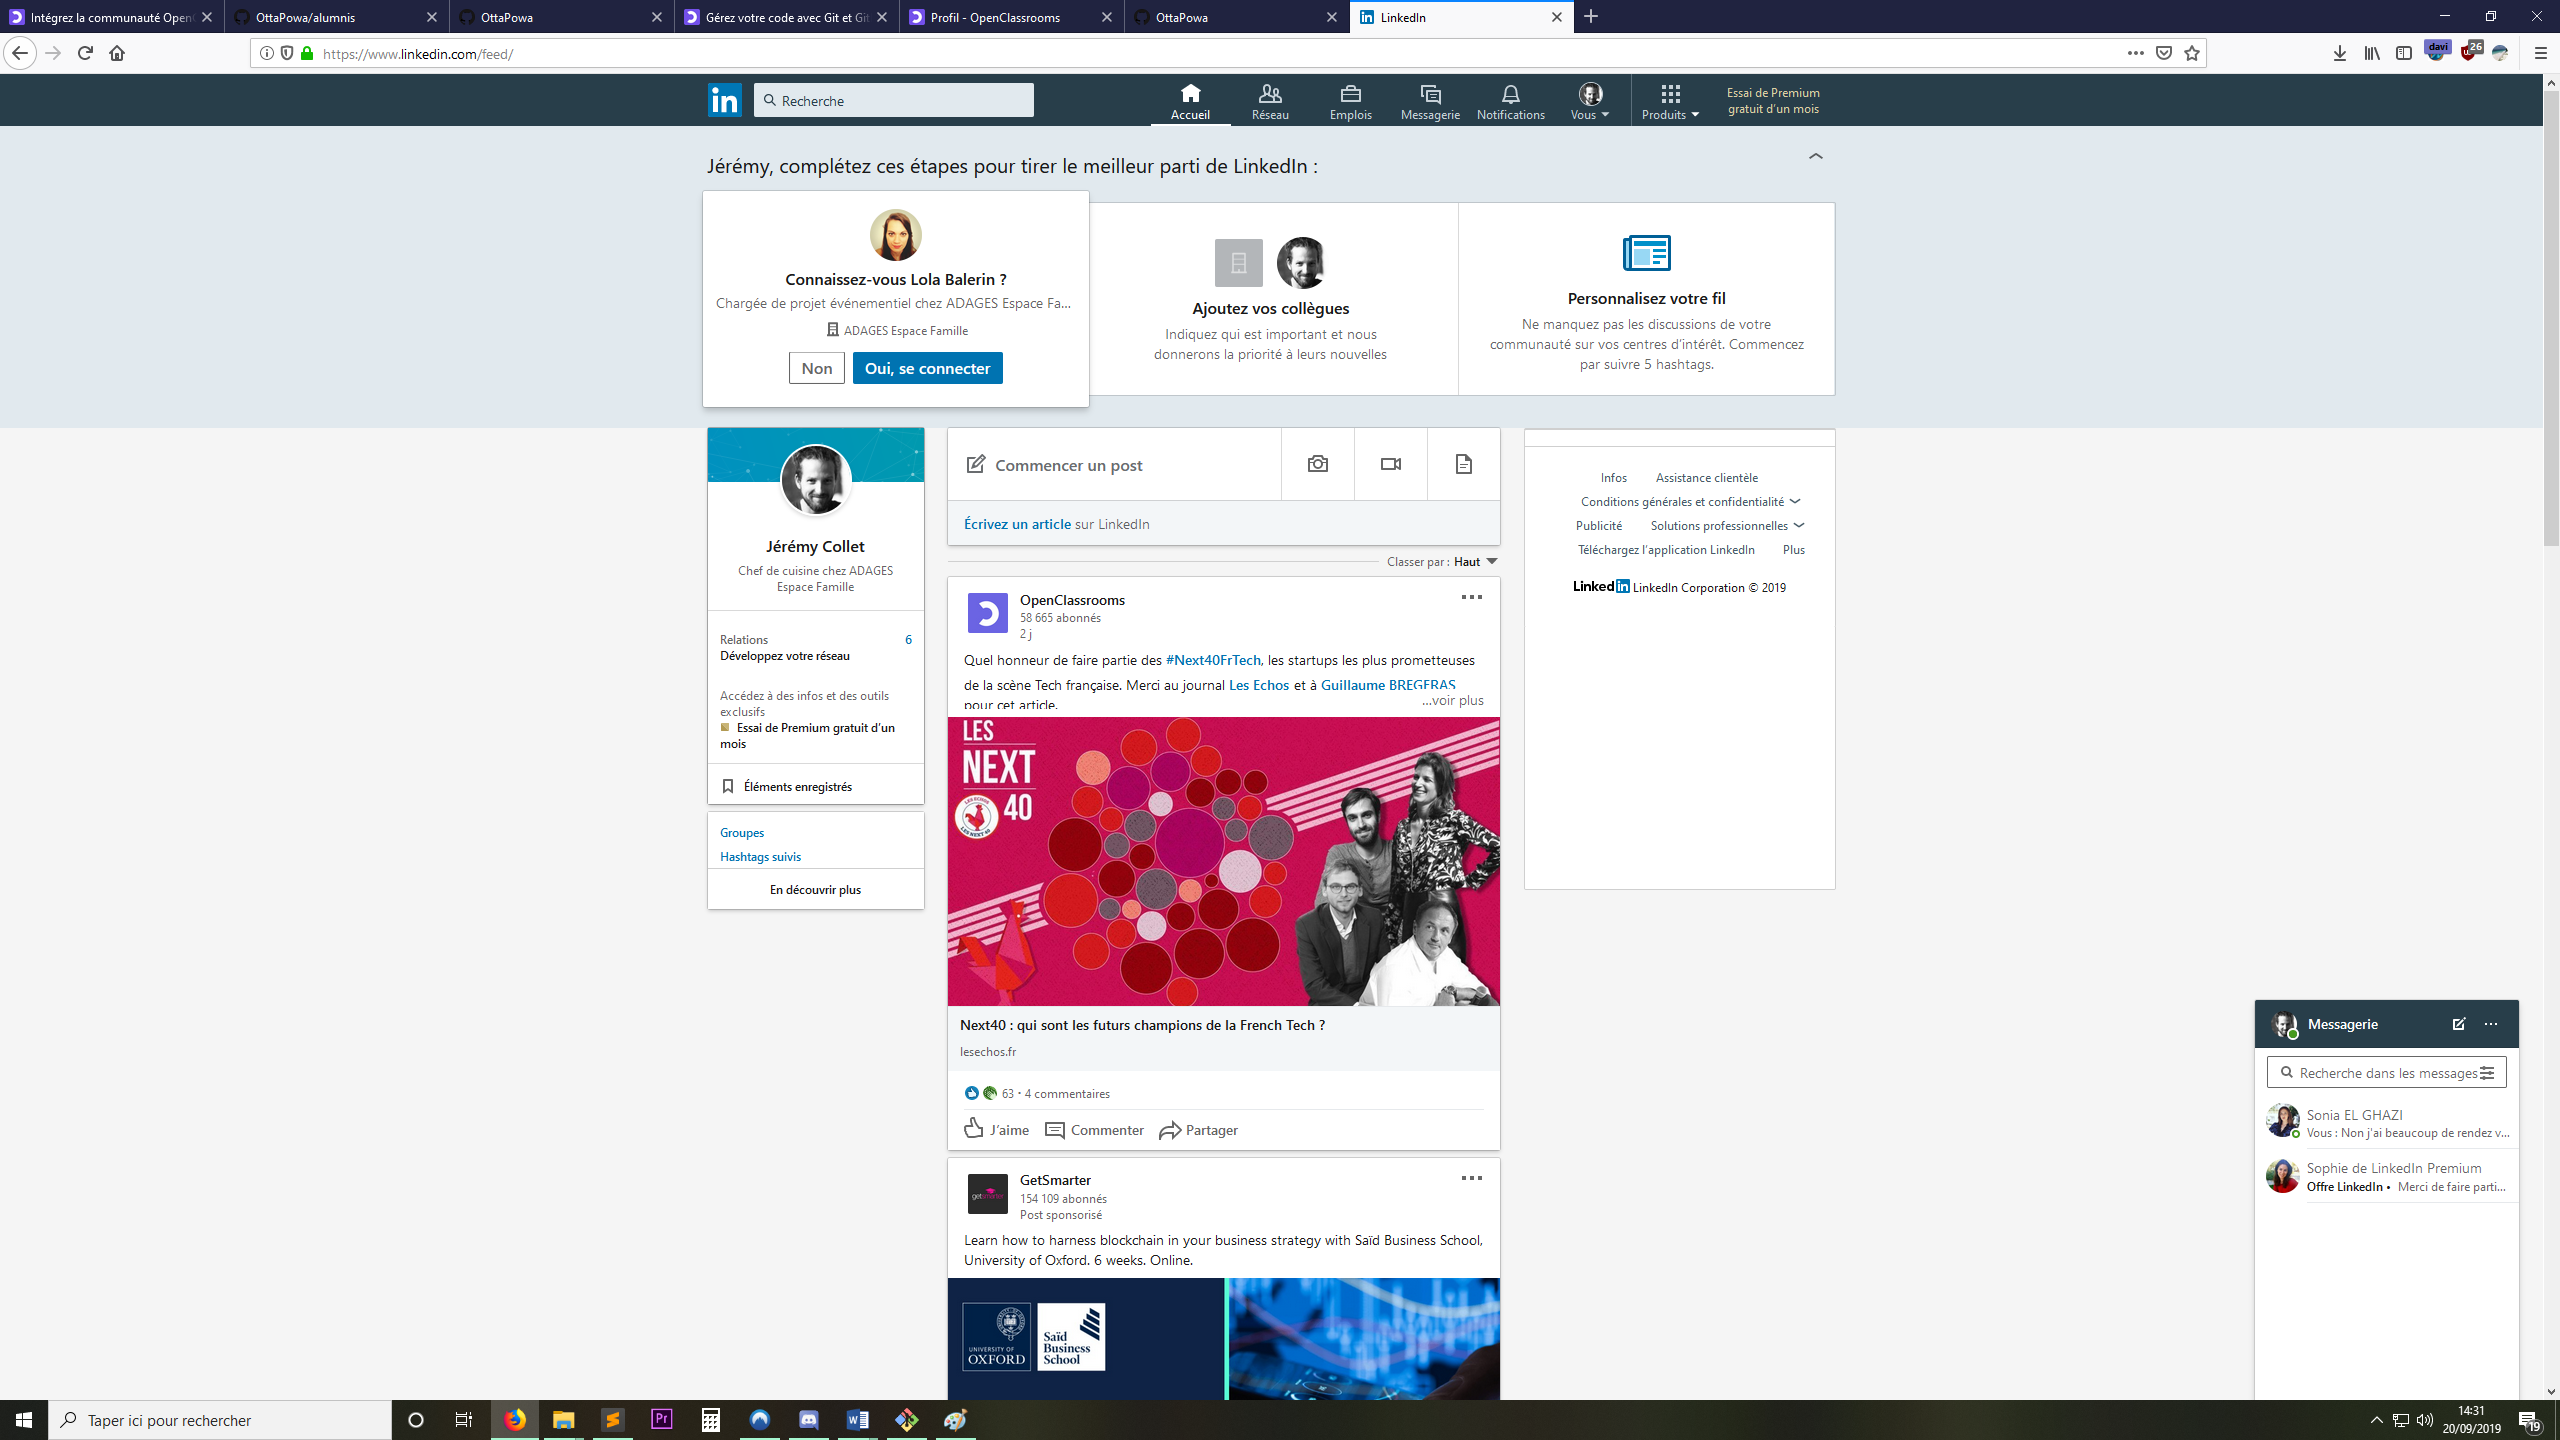 Intégrez la communauté Open
OttaPowa/alumnis
OttaPowa
Gérez votre code avec Git et Git
Profil - OpenClassrooms
OttaPowa
LinkedIn
https://www.linkedin.com/feed/
davi
26
in
Recherche
Accueil
Réseau
Emplois
Messagerie
Notifications
Vous
Produits
Essai de Premium
gratuit d'un mois
Jérémy, complétez ces étapes pour tirer le meilleur parti de LinkedIn :
Connaissez-vous Lola Balerin ?
Chargée de projet événementiel chez ADAGES Espace Fa...
ADAGES Espace Famille
Non
Oui, se connecter
Ajoutez vos collègues
Indiquez qui est important et nous
donnerons la priorité à leurs nouvelles
Personnalisez votre fil
Ne manquez pas les discussions de votre
communauté sur vos centres d'intérêt. Commencez
par suivre 5 hashtags.
Jérémy Collet
Chef de cuisine chez ADAGES
Espace Famille
Relations 6
Développez votre réseau
Accédez à des infos et des outils
exclusifs
Essai de Premium gratuit d'un
mois
Éléments enregistrés
Groupes
Hashtags suivis
En découvrir plus
Commencer un post
Écrivez un article sur LinkedIn
Classer par : Haut
OpenClassrooms
58 665 abonnés
2 j
Quel honneur de faire partie des #Next40FrTech, les startups les plus prometteuses
de la scène Tech française. Merci au journal Les Echos et à Guillaume BREGERAS
pour cet article.
...voir plus
LES
NEXT
40
LES ECHOS
LES NEXT 40
Next40 : qui sont les futurs champions de la French Tech ?
lesechos.fr
63 • 4 commentaires
J'aime
Commenter
Partager
getsmarter
GetSmarter
154 109 abonnés
Post sponsorisé
Learn how to harness blockchain in your business strategy with Saïd Business School,
University of Oxford. 6 weeks. Online.
UNIVERSITY OF
OXFORD
Saïd
Business
School
Infos
Assistance clientèle
Conditions générales et confidentialité
Publicité
Solutions professionnelles
Téléchargez l'application LinkedIn
Plus
LinkedIn LinkedIn Corporation © 2019
Messagerie
Recherche dans les messages
Sonia EL GHAZI
Vous : Non j'ai beaucoup de rendez v...
Sophie de LinkedIn Premium
Offre LinkedIn • Merci de faire parti...
Taper ici pour rechercher
Pr
14:31
20/09/2019
19